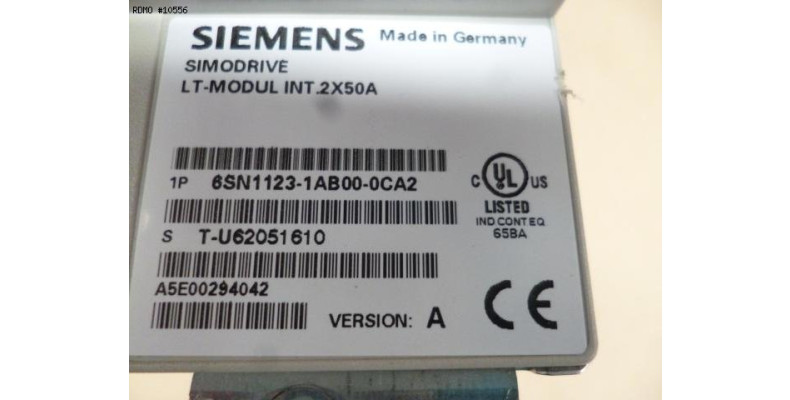 RDMO #10556
SIEMENS Made in Germany
SIMODRIVE
LT-MODUL INT.2X50A
1P 6SN1123-1AB00-0CA2
C UL US
LISTED
IND.CONT.EQ
65BA
S T-U62051610
A5E00294042
VERSION: A CE